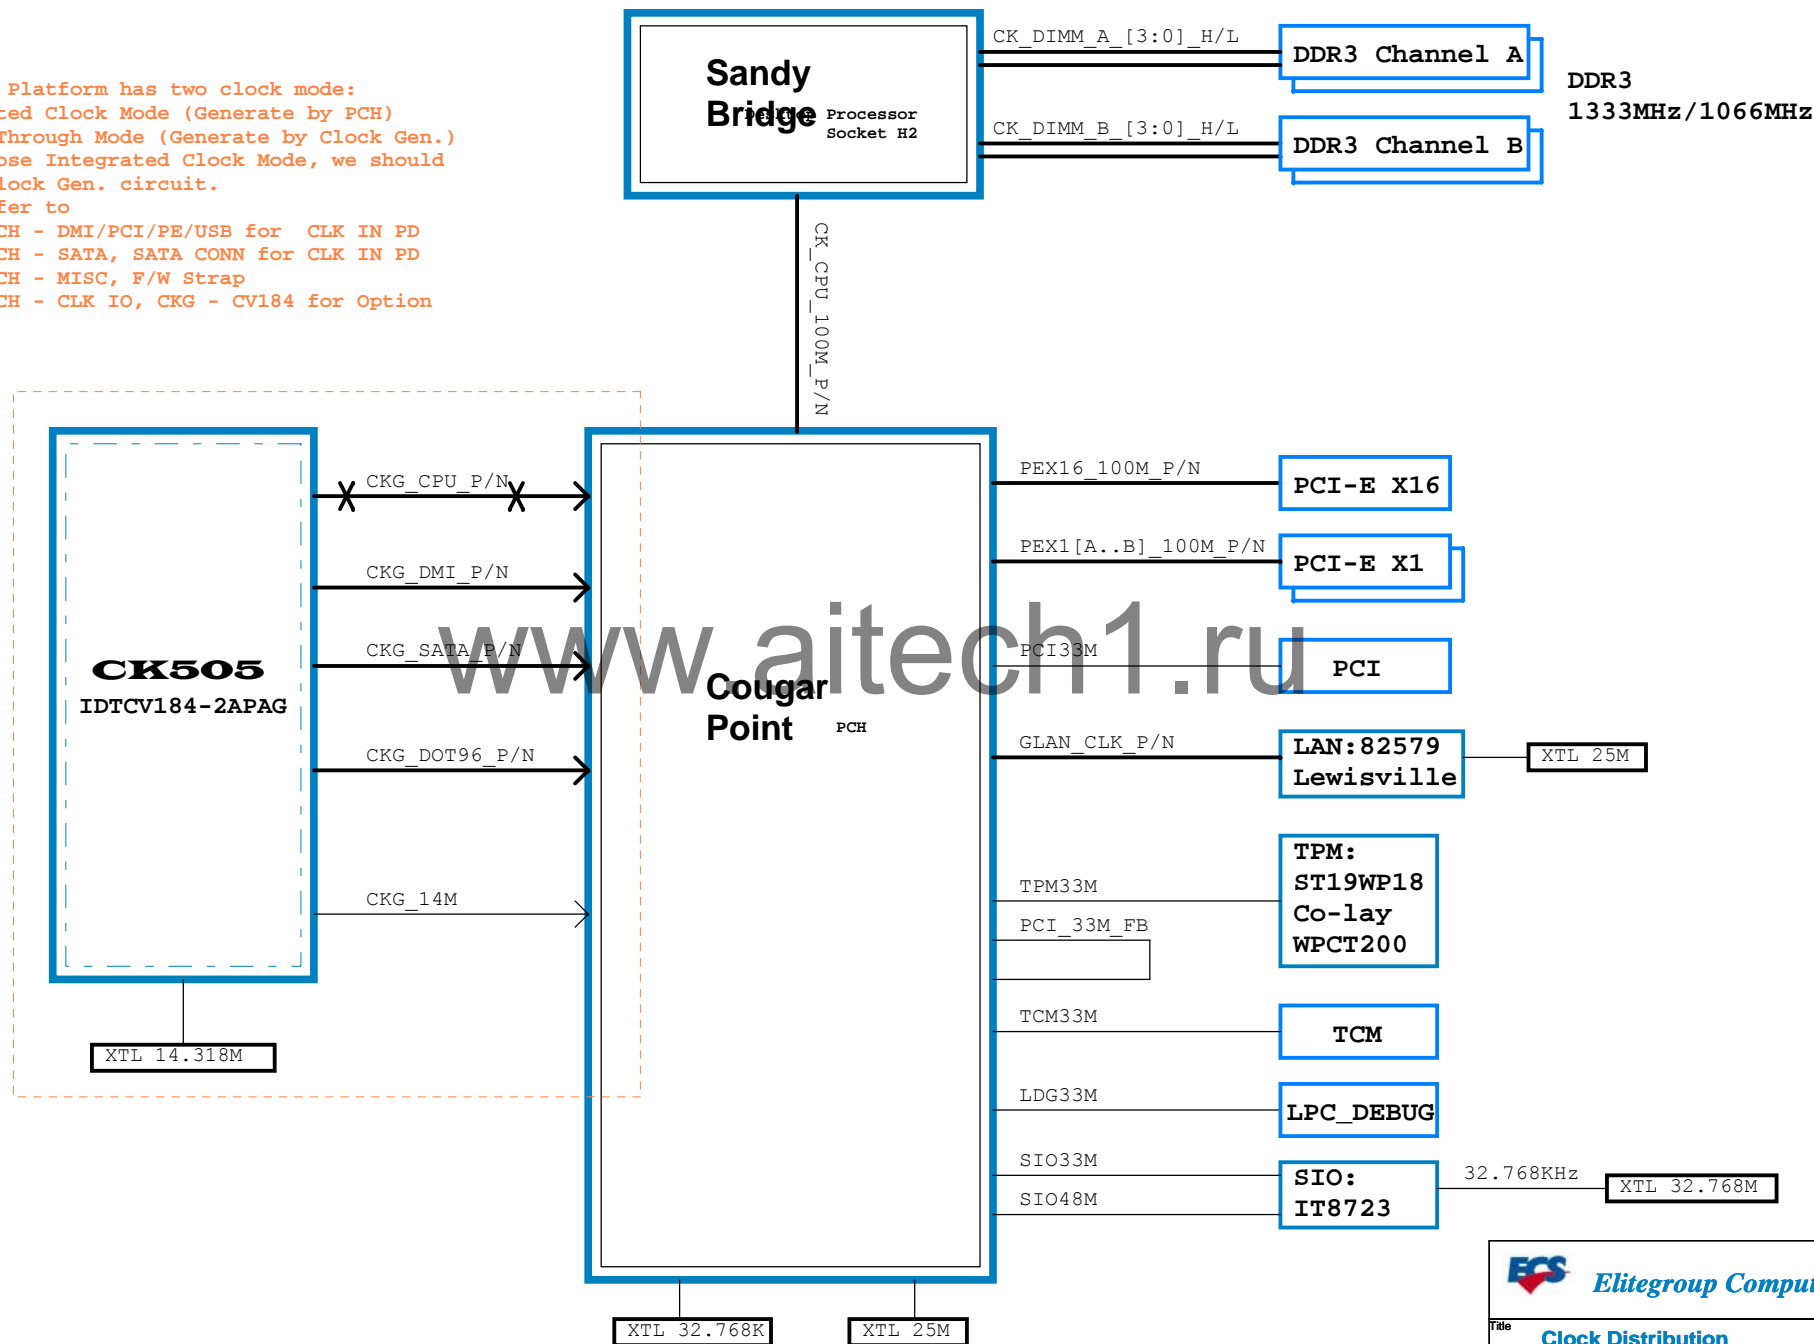 Platform has two clock mode:
ted Clock Mode (Generate by PCH)
Through Mode (Generate by Clock Gen.)
ose Integrated Clock Mode, we should
lock Gen. circuit.
fer to
CH - DMI/PCI/PE/USB for  CLK IN PD
CH - SATA, SATA CONN for CLK IN PD
CH - MISC, F/W Strap
CH - CLK IO, CKG - CV184 for Option
Sandy
Bridge
Desktop Processor
Socket H2
CK_DIMM_A_[3:0]_H/L
DDR3 Channel A
CK_DIMM_B_[3:0]_H/L
DDR3 Channel B
DDR3
1333MHz/1066MHz
CK_CPU_100M_P/N
CK505
IDTCV184-2APAG
XTL 14.318M
CKG_CPU_P/N
CKG_DMI_P/N
CKG_SATA_P/N
CKG_DOT96_P/N
CKG_14M
www.aitech1.ru
Cougar
Point
PCH
XTL 32.768K
XTL 25M
PEX16_100M_P/N
PCI-E X16
PEX1[A..B]_100M_P/N
PCI-E X1
PCI33M
PCI
GLAN_CLK_P/N
LAN:82579
Lewisville
XTL 25M
TPM33M
TPM:
ST19WP18
Co-lay
WPCT200
PCI_33M_FB
TCM33M
TCM
LDG33M
LPC_DEBUG
SIO33M
SIO48M
SIO:
IT8723
32.768KHz
XTL 32.768M
ECS
Elitegroup Comput
Title
Clock Distribution